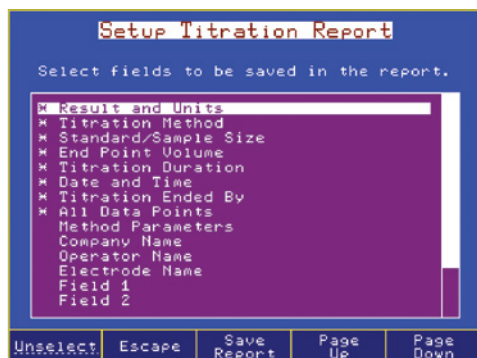 Setup Titration Report
Select fields to be saved in the report.
* Result and Units
* Titration Method
* Standard/Sample Size
* End Point Volume
* Titration Duration
* Date and Time
* Titration Ended By
* All Data Points
Method Parameters
Company Name
Operator Name
Electrode Name
Field 1
Field 2
Unselect
Escape
Save Report
Page Up
Page Down